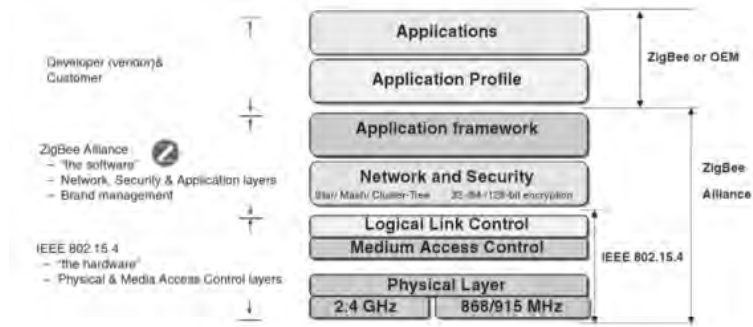 Applications
Application Profile
Application framework
Network and Security
Star/ Mash/ Cluster-Tree 32-/64-/128-bit encryption
Logical Link Control
Medium Access Control
Physical Layer
2.4 GHz 868/915 MHz
Developer (vendor)&
Customer
ZigBee Alliance
– "the software"
– Network, Security & Application layers
– Brand management
IEEE 802.15.4
– "the hardware"
– Physical & Media Access Control layers
ZigBee or OEM
ZigBee
Alliance
IEEE 802.15.4